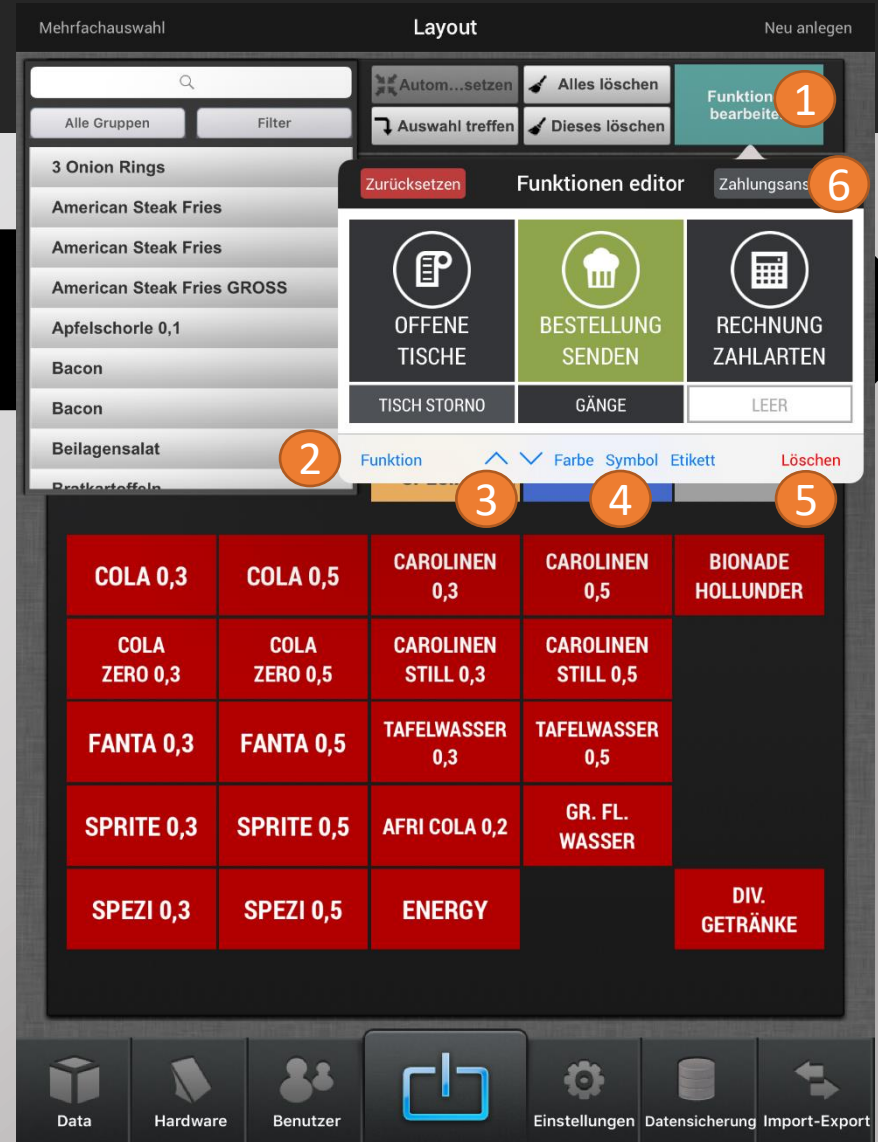 Mehrfachauswahl
Layout
Neu anlegen
Autom...setzen
Alles löschen
Funktion
bearbeite
1
Alle Gruppen
Filter
Auswahl treffen
Dieses löschen
3 Onion Rings
American Steak Fries
American Steak Fries
American Steak Fries GROSS
Apfelschorle 0,1
Bacon
Bacon
Beilagensalat
Bratkartoffeln
Zurücksetzen
Funktionen editor
Zahlungsans
6
OFFENE
TISCHE
BESTELLUNG
SENDEN
RECHNUNG
ZAHLARTEN
TISCH STORNO
GÄNGE
LEER
2
Funktion
Farbe
Symbol
Etikett
Löschen
3
4
5
COLA 0,3
COLA 0,5
CAROLINEN
0,3
CAROLINEN
0,5
BIONADE
HOLLUNDER
COLA
ZERO 0,3
COLA
ZERO 0,5
CAROLINEN
STILL 0,3
CAROLINEN
STILL 0,5
FANTA 0,3
FANTA 0,5
TAFELWASSER
0,3
TAFELWASSER
0,5
SPRITE 0,3
SPRITE 0,5
AFRI COLA 0,2
GR. FL.
WASSER
SPEZI 0,3
SPEZI 0,5
ENERGY
DIV.
GETRÄNKE
Data
Hardware
Benutzer
Einstellungen
Datensicherung
Import-Export